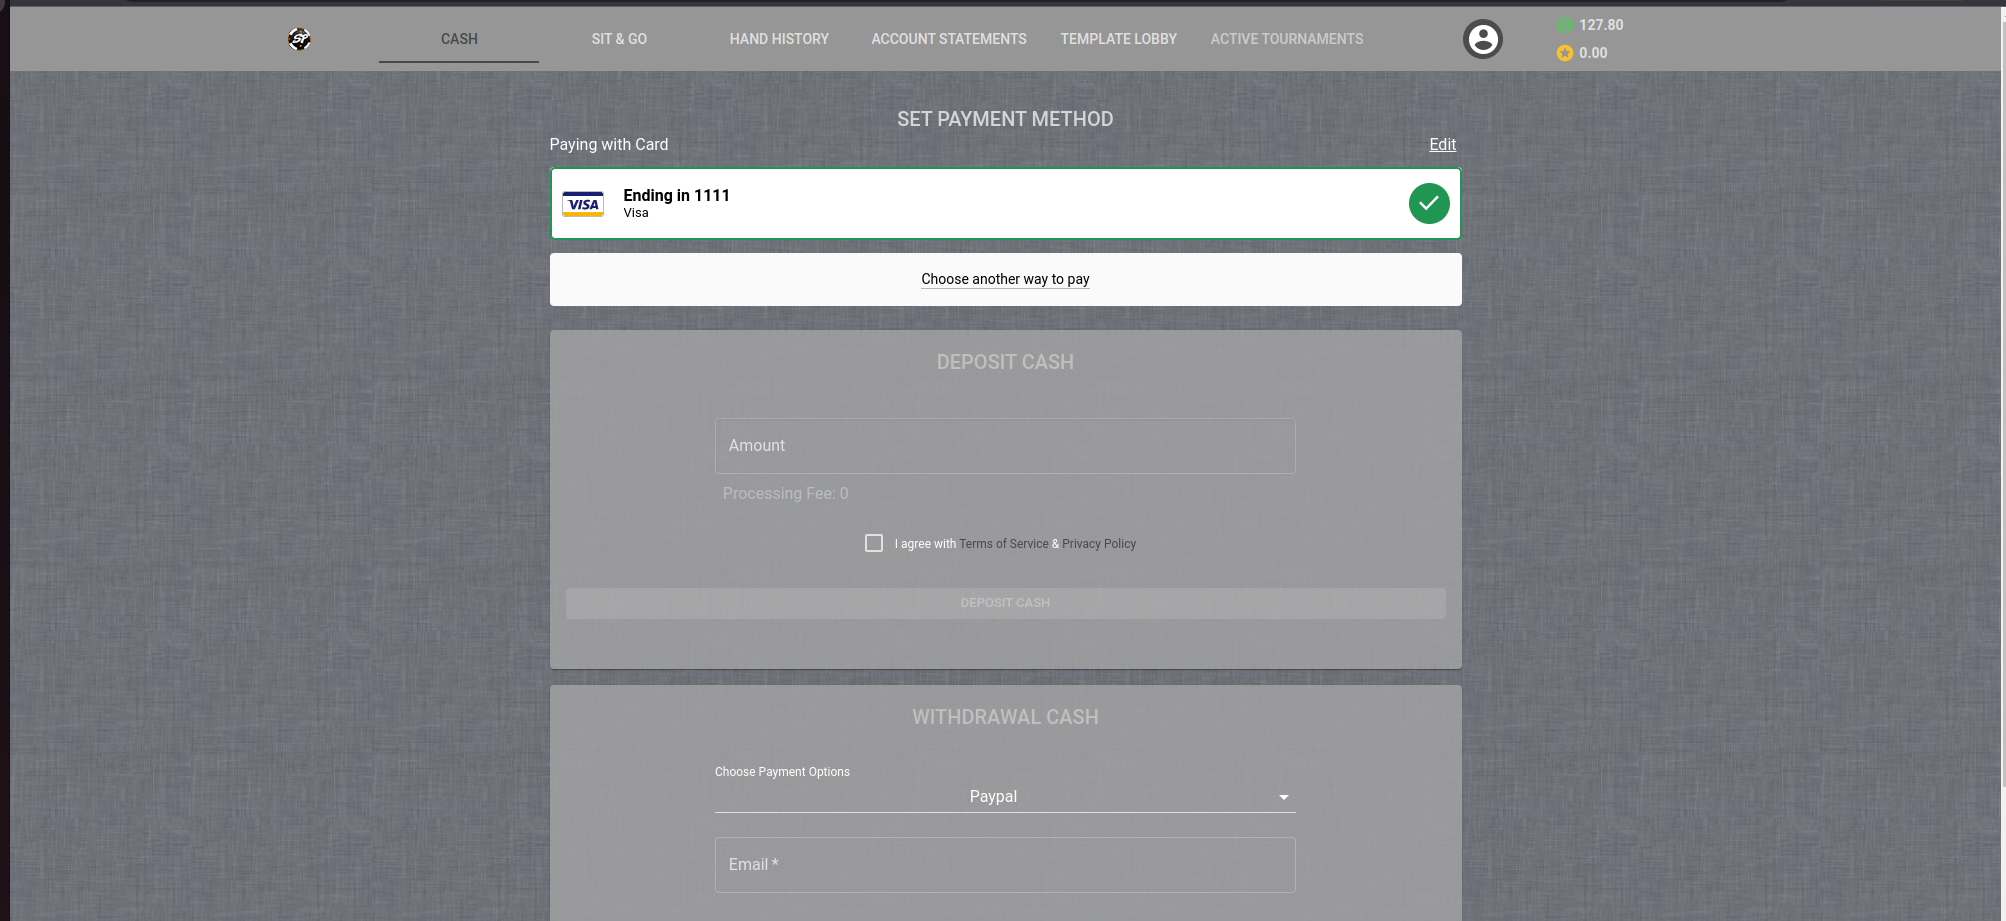 SP
CASH
SIT & GO
HAND HISTORY
ACCOUNT STATEMENTS
TEMPLATE LOBBY
ACTIVE TOURNAMENTS
127.80
0.00
SET PAYMENT METHOD
Paying with Card
Edit
VISA
Ending in 1111
Visa
Choose another way to pay
DEPOSIT CASH
Amount
Processing Fee: 0
I agree with Terms of Service & Privacy Policy
DEPOSIT CASH
WITHDRAWAL CASH
Choose Payment Options
Paypal
Email *